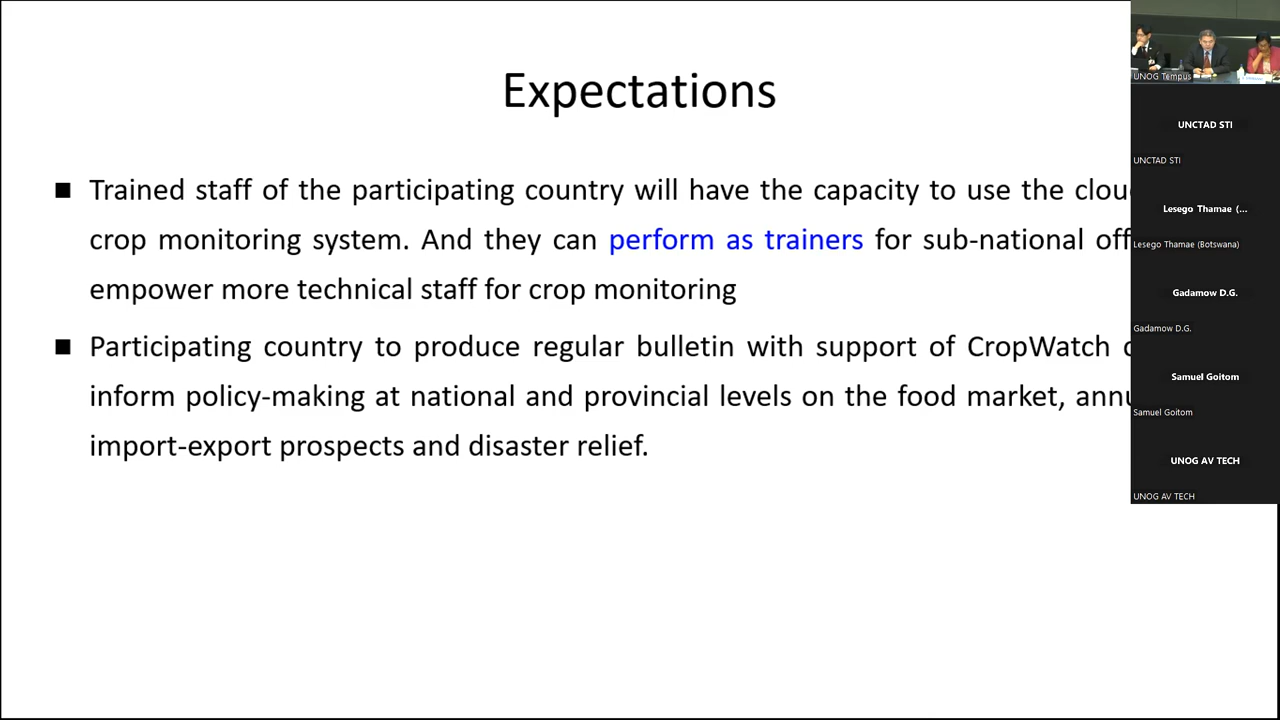 Expectations
Trained staff of the participating country will have the capacity to use the
crop monitoring system. And they can perform as trainers for sub-national
empower more technical staff for crop monitoring
Participating country to produce regular bulletin with support of CropWatch
inform policy-making at national and provincial levels on the food market,
import-export prospects and disaster relief.
UNOG Tempus
UNCTAD STI
UNCTAD STI
Lesego Thamae (...
Lesego Thamae (Botswana)
Gadamow D.G.
Gadamow D.G.
Samuel Goitom
Samuel Goitom
UNOG AV TECH
UNOG AV TECH